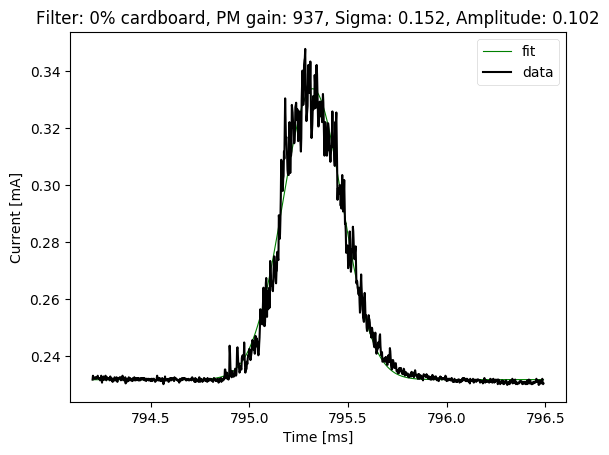 Filter: 0% cardboard, PM gain: 937, Sigma: 0.152, Amplitude: 0.102
fit
data
0.34
0.32
0.30
0.28
0.26
0.24
Current [mA]
794.5 795.0 795.5 796.0 796.5
Time [ms]